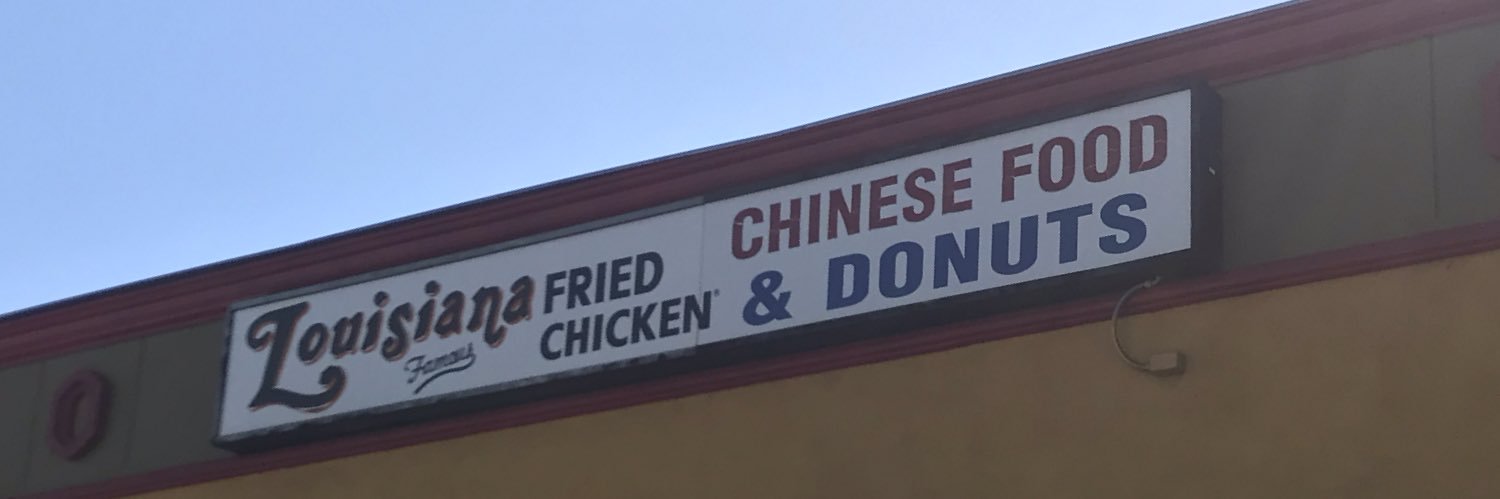 Louisiana
Famous
FRIED
CHICKEN®
CHINESE FOOD
& DONUTS